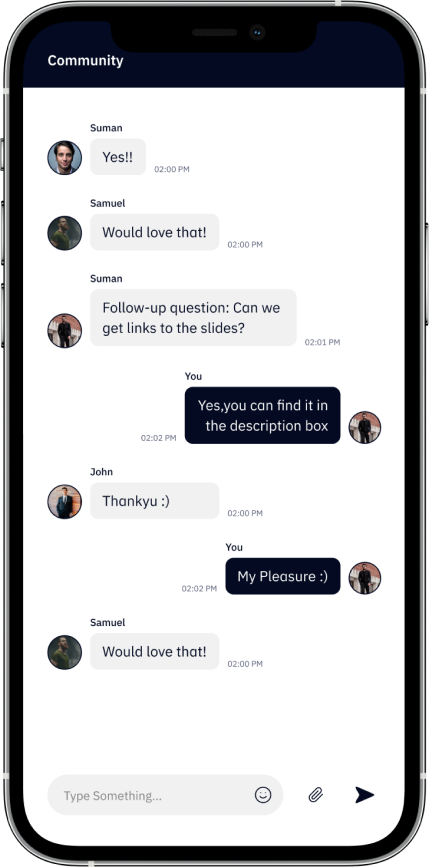 Community
Suman
Yes!!
02:00 PM
Samuel
Would love that!
02:00 PM
Suman
Follow-up question: Can we
get links to the slides?
02:01 PM
You
Yes,you can find it in
the description box
02:02 PM
John
Thankyu :)
02:00 PM
You
My Pleasure :)
02:02 PM
Samuel
Would love that!
02:00 PM
Type Something...